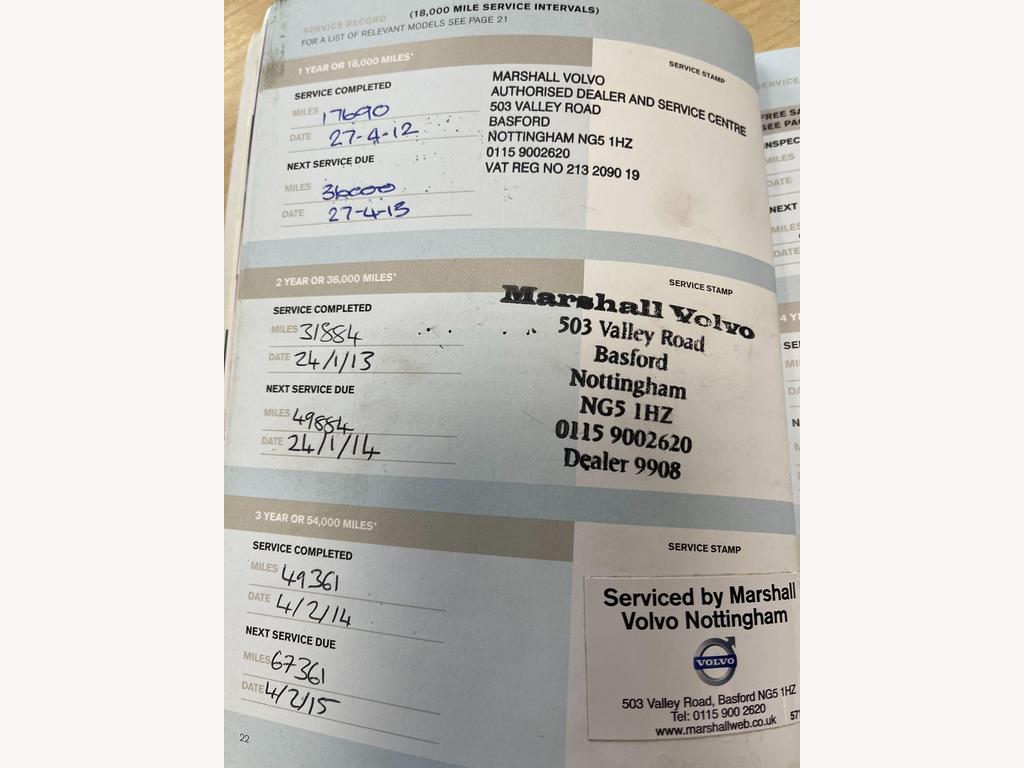 SERVICE RECORD (18,000 MILE SERVICE INTERVALS)
FOR A LIST OF RELEVANT MODELS SEE PAGE 21
1 YEAR OR 18,000 MILES*
SERVICE STAMP
SERVICE COMPLETED
MILES 17690
DATE 27-4-12
NEXT SERVICE DUE
MILES 36000
DATE 27-4-13
MARSHALL VOLVO
AUTHORISED DEALER AND SERVICE CENTRE
503 VALLEY ROAD
BASFORD
NOTTINGHAM NG5 1HZ
0115 9002620
VAT REG NO 213 2090 19
2 YEAR OR 36,000 MILES*
SERVICE STAMP
SERVICE COMPLETED
MILES 31884
DATE 24/1/13
NEXT SERVICE DUE
MILES 49884
DATE 24/1/14
Marshall Volvo
503 Valley Road
Basford
Nottingham
NG5 1HZ
0115 9002620
Dealer 9908
3 YEAR OR 54,000 MILES*
SERVICE STAMP
SERVICE COMPLETED
MILES 49361
DATE 4/2/14
NEXT SERVICE DUE
MILES 67361
DATE 4/2/15
Serviced by Marshall
Volvo Nottingham
VOLVO
503 Valley Road, Basford NG5 1HZ
Tel: 0115 900 2620
www.marshallweb.co.uk
22
SERVICE
MILES
DATE
NEXT
MILES
DATE